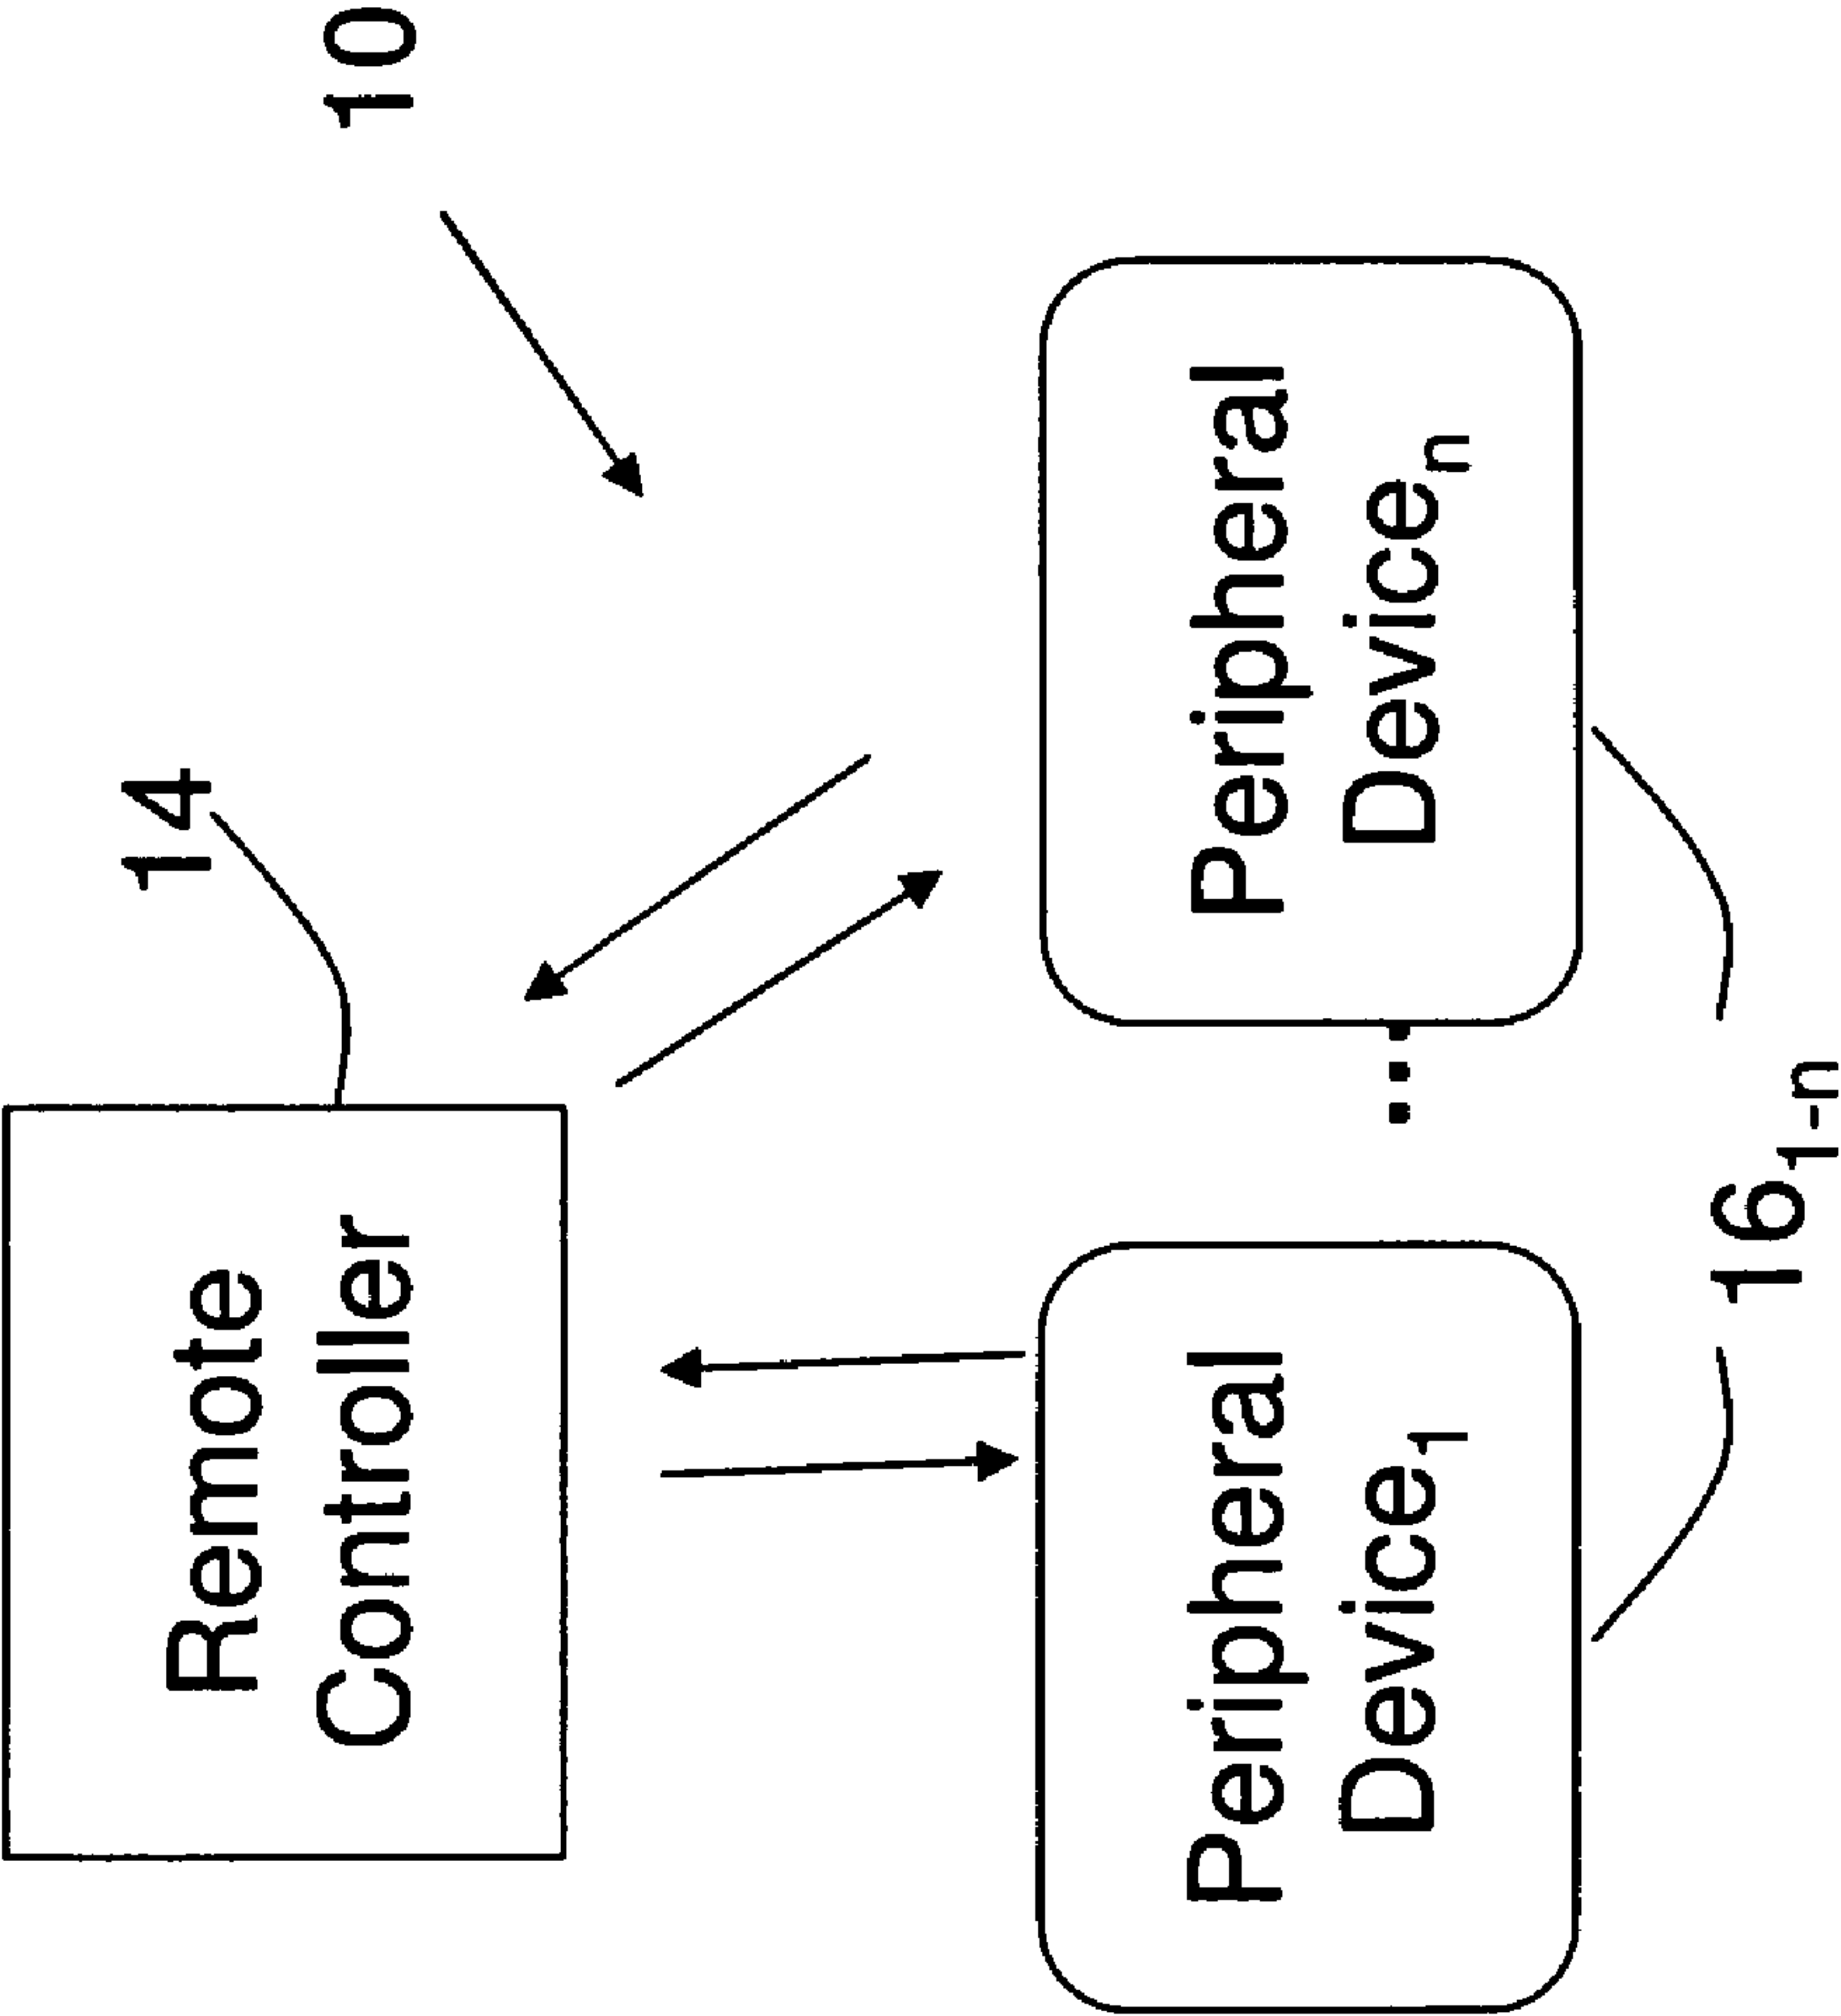 10
14
Remote
Controller
Peripheral
Device1
Peripheral
Devicen
161-n